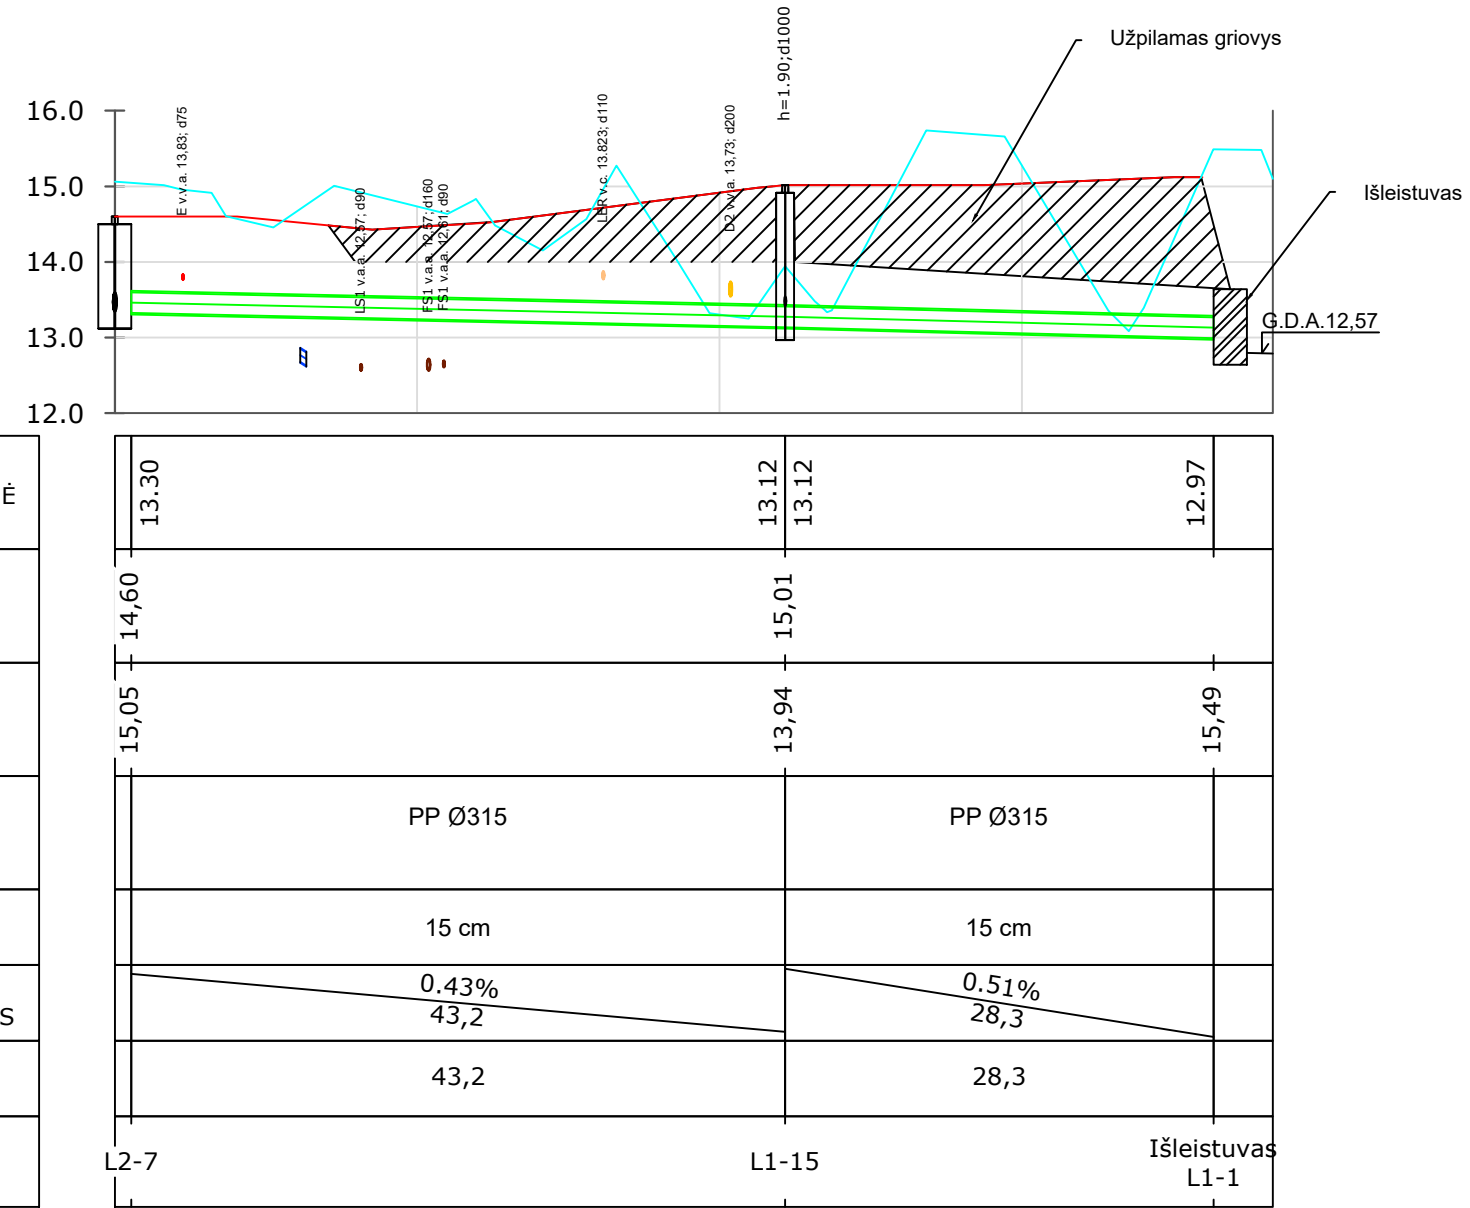 Užpilamas griovys
h=1.90;d1000
16.0
E v.v.a. 13,83; d75
LER v.c. 13.823; d110
D2 v.v.a. 13,73; d200
15.0
LS1 v.a.a. 12,57; d90
FS1 v.a.a. 12,57; d160
FS1 v.a.a. 12,61; d90
Išleistuvas
14.0
13.0
G.D.A.12,57
12.0
Ė
13.30
13.12
13.12
12.97
14,60
15,01
15,05
13,94
15,49
PP Ø315
PP Ø315
15 cm
15 cm
0.43%
0.51%
S
43,2
28,3
43,2
28,3
L2-7
L1-15
Išleistuvas
L1-1